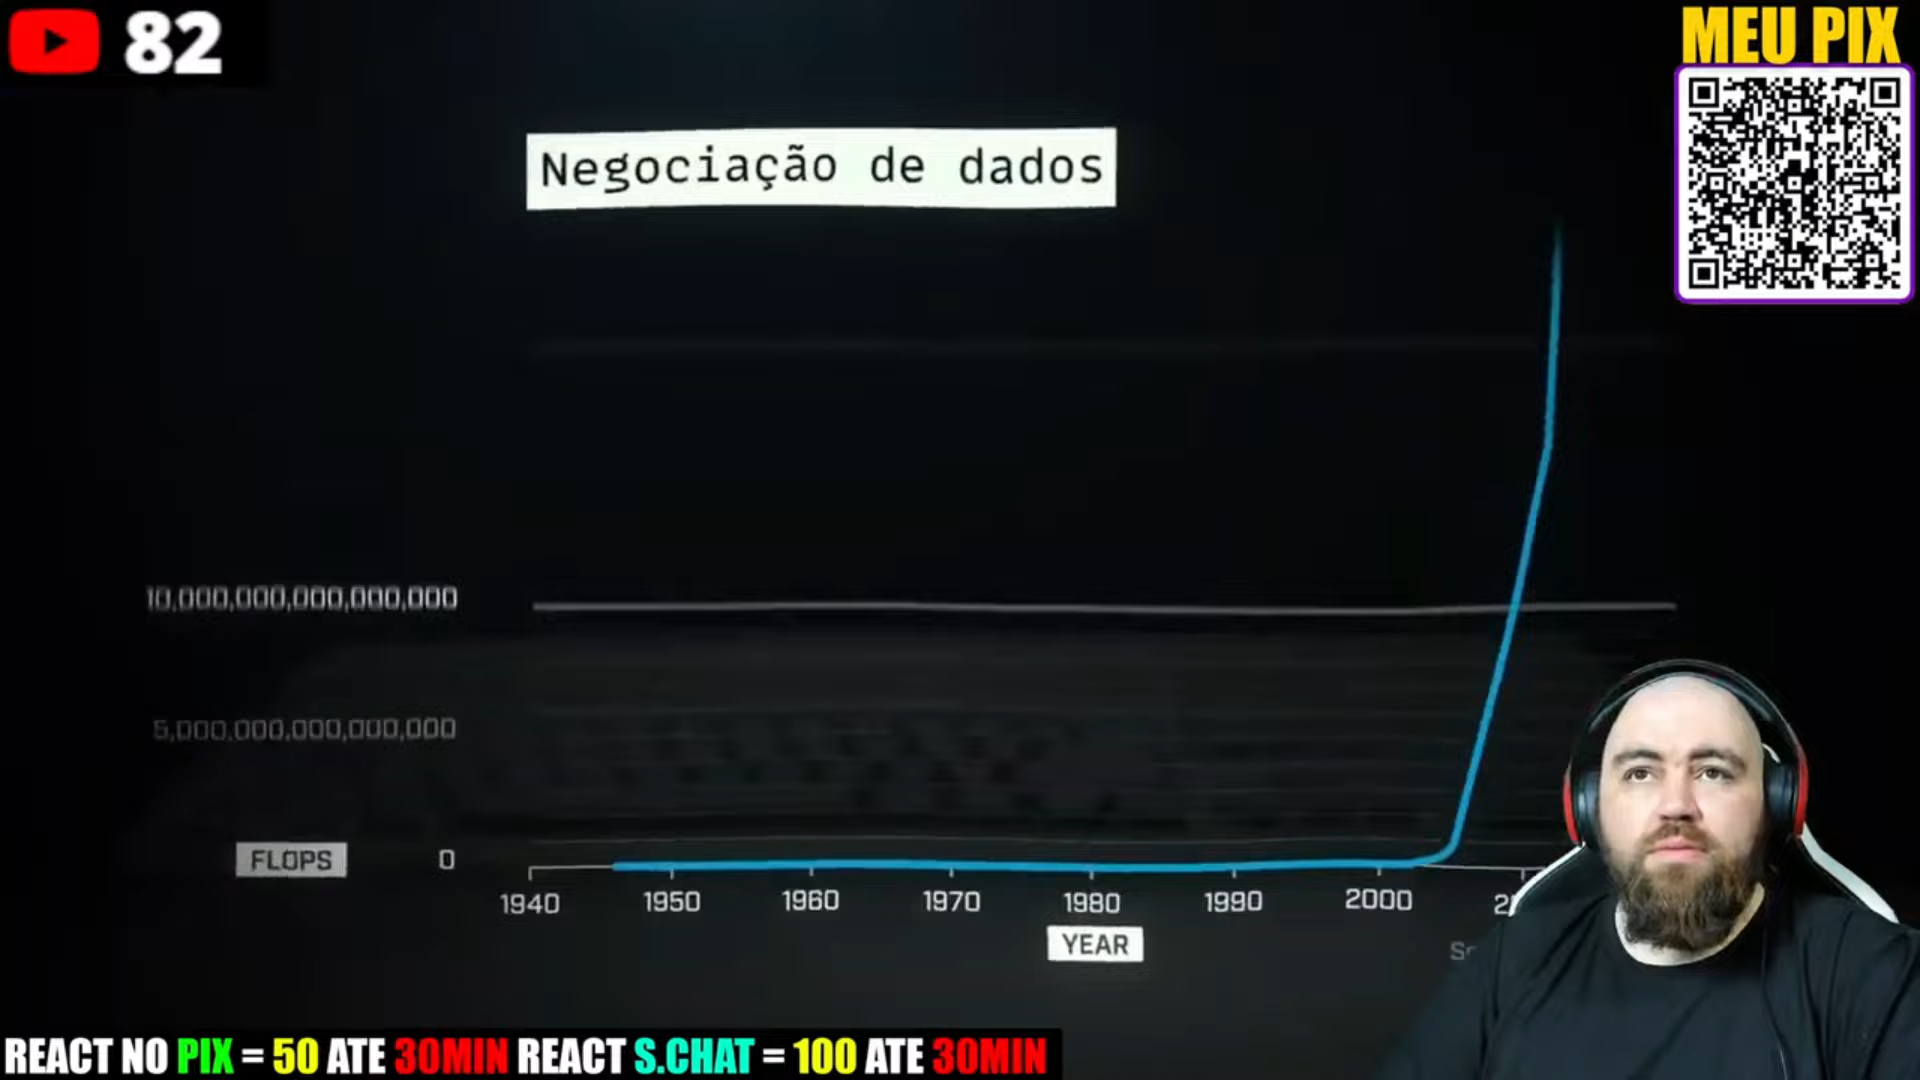 82
MEU PIX
Negociação de dados
10,000,000,000,000,000
5,000,000,000,000,000
FLOPS 0
1940 1950 1960 1970 1980 1990 2000
YEAR
REACT NO PIX = 50 ATE 30MIN REACT S.CHAT = 100 ATE 30MIN